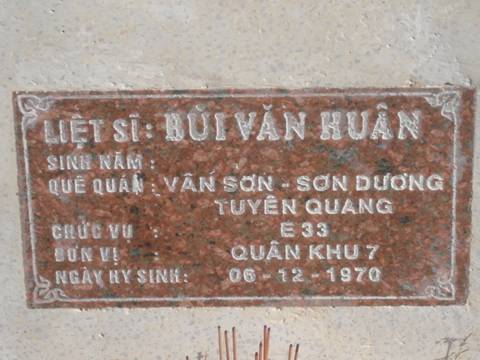 LIỆT SĨ: BÙI VĂN HUÂN
SINH NĂM :
QUÊ QUÁN : VÂN SƠN - SƠN DƯƠNG
TUYÊN QUANG
CHỨC VỤ : E 33
ĐƠN VỊ : QUÂN KHU 7
NGÀY HY SINH: 06-12-1970